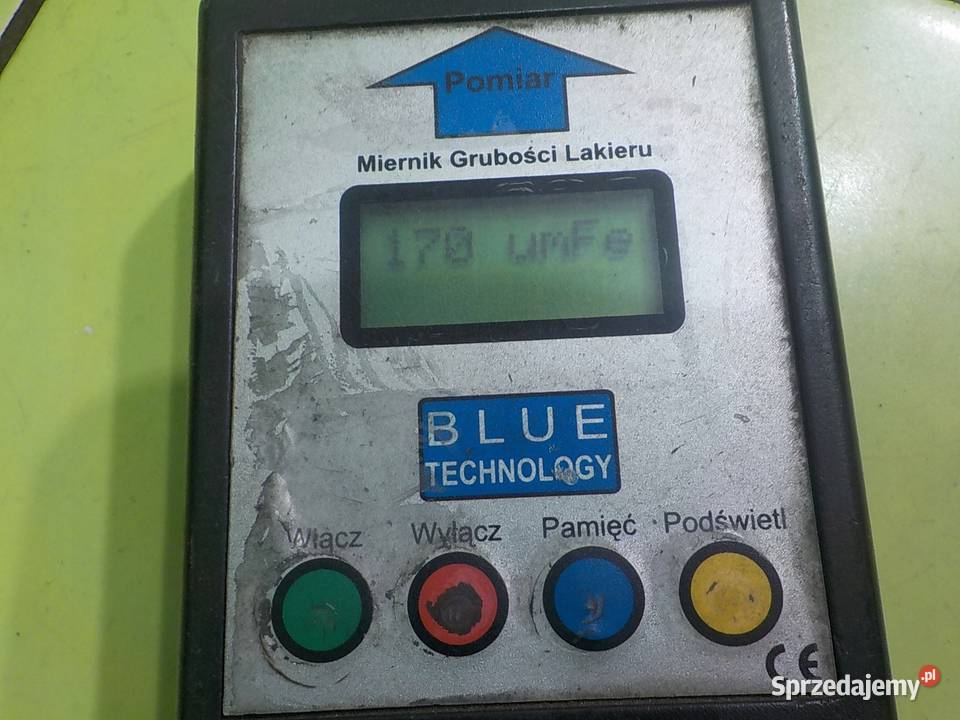 Pomiar
Miernik Grubości Lakieru
170 umFe
BLUE
TECHNOLOGY
Włącz Wyłącz Pamięć Podświetl
CE
Sprzedajemy.pl